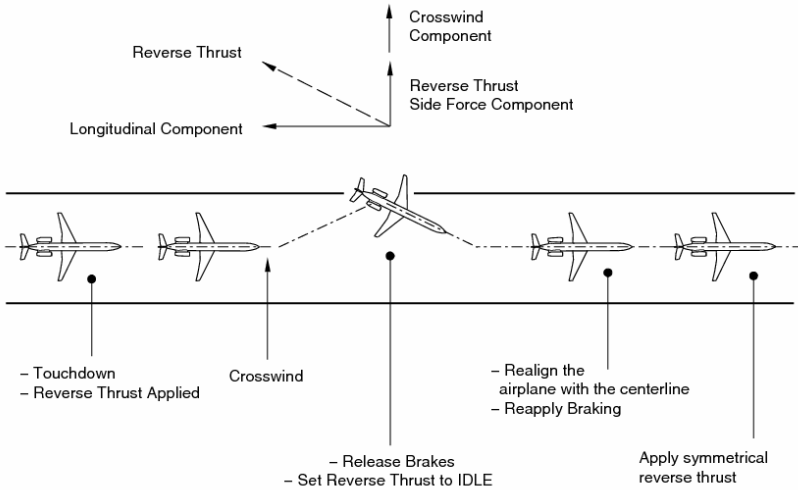 Crosswind
Component
Reverse Thrust
Reverse Thrust
Side Force Component
Longitudinal Component
– Touchdown
– Reverse Thrust Applied
Crosswind
– Release Brakes
– Set Reverse Thrust to IDLE
– Realign the
airplane with the centerline
– Reapply Braking
Apply symmetrical
reverse thrust